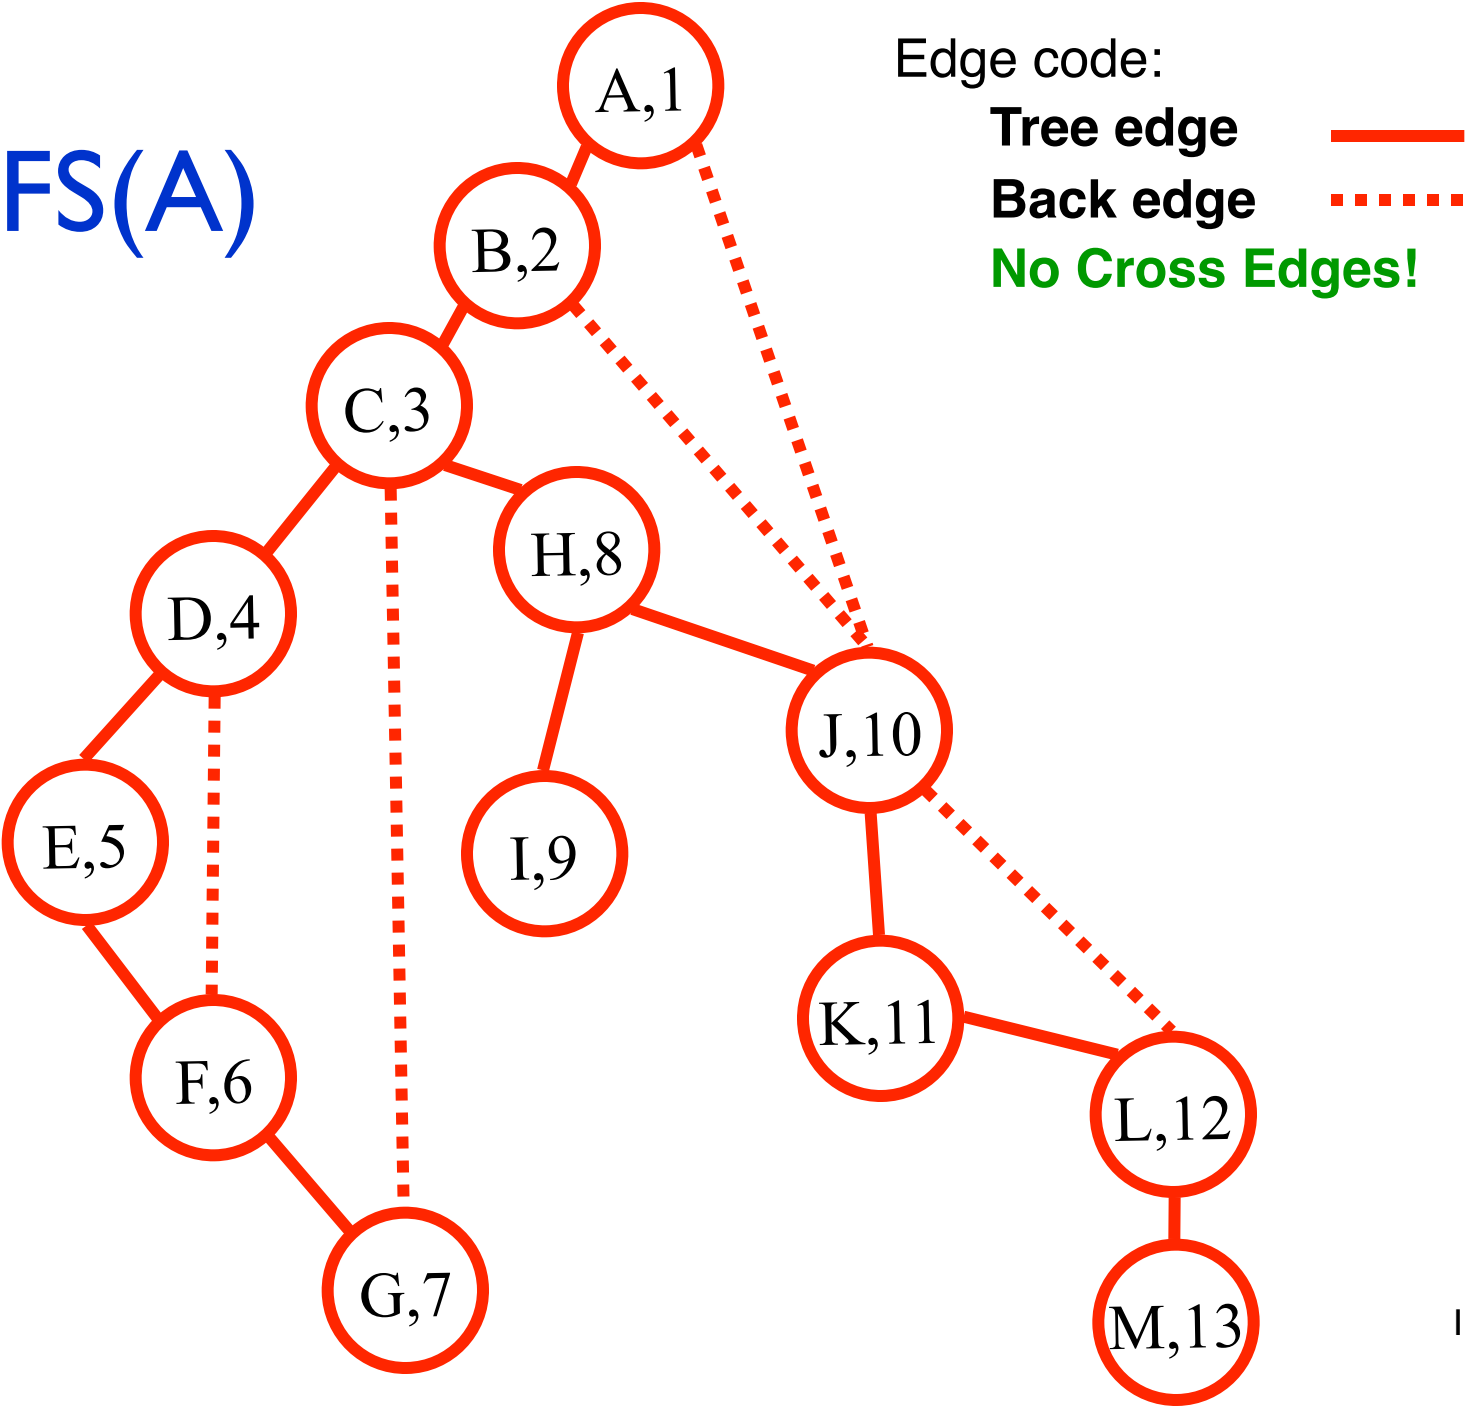 A,1
Edge code:
Tree edge
Back edge
No Cross Edges!
FS(A)
B,2
C,3
H,8
D,4
J,10
E,5
I,9
K,11
F,6
L,12
G,7
M,13